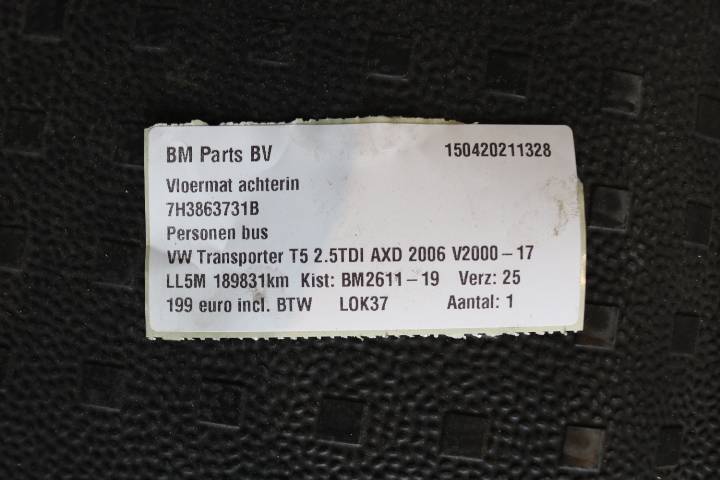 BM Parts BV 150420211328
Vloermat achterin
7H3863731B
Personen bus
VW Transporter T5 2.5TDI AXD 2006 V2000-17
LL5M 189831km Kist: BM2611-19 Verz: 25
199 euro incl. BTW LOK37 Aantal: 1